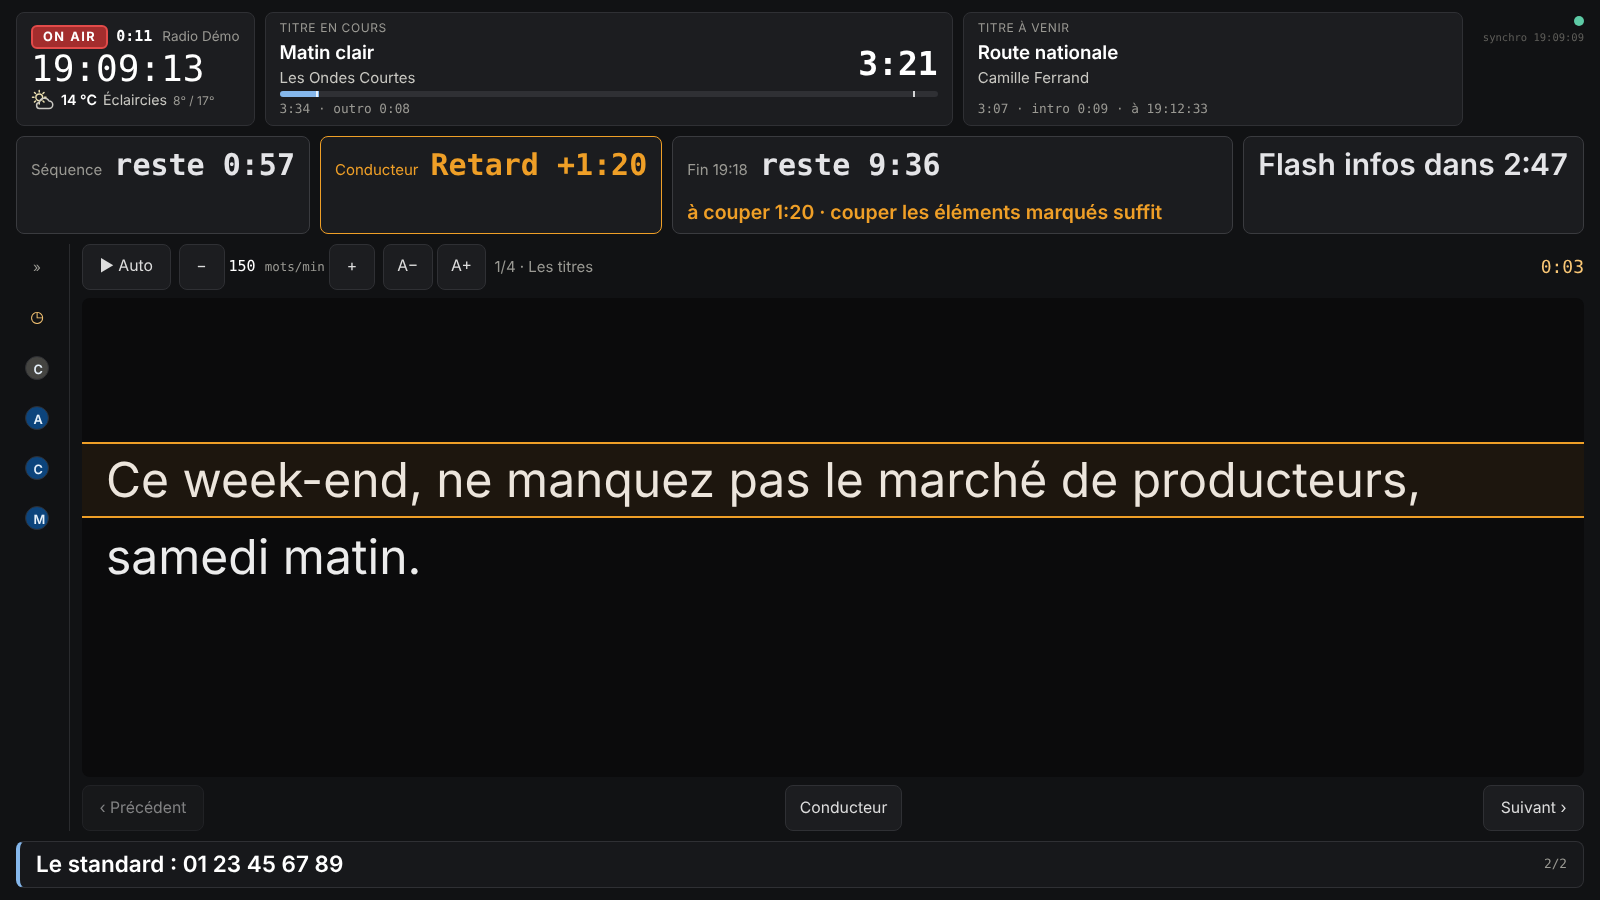 ON AIR 0:11 Radio Démo
19:09:13
14 °C Éclaircies 8° / 17°
TITRE EN COURS
Matin clair
Les Ondes Courtes
3:21
3:34 · outro 0:08
TITRE À VENIR
Route nationale
Camille Ferrand
3:07 · intro 0:09 · à 19:12:33
synchro 19:09:09
Séquence reste 0:57
Conducteur Retard +1:20
Fin 19:18 reste 9:36
à couper 1:20 · couper les éléments marqués suffit
Flash infos dans 2:47
»
C
A
C
M
▶ Auto − 150 mots/min + A− A+ 1/4 · Les titres 0:03
Ce week-end, ne manquez pas le marché de producteurs,
samedi matin.
‹ Précédent Conducteur Suivant ›
Le standard : 01 23 45 67 89 2/2